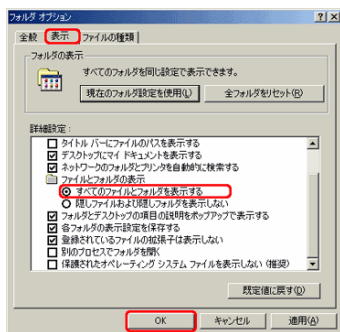 フォルダ オプション
全般
表示
ファイルの種類
フォルダの表示
すべてのフォルダを同じ設定で表示できます。
現在のフォルダ設定を使用(L)
全フォルダをリセット(R)
詳細設定:
タイトル バーにファイルのパスを表示する
デスクトップにマイ ドキュメントを表示する
ネットワークのフォルダとプリンタを自動的に検索する
ファイルとフォルダの表示
すべてのファイルとフォルダを表示する
隠しファイルおよび隠しフォルダを表示しない
フォルダとデスクトップの項目の説明をポップアップで表示する
各フォルダの表示設定を保存する
登録されているファイルの拡張子は表示しない
別のプロセスでフォルダを開く
保護されたオペレーティング システム ファイルを表示しない (推奨)
既定値に戻す(D)
OK
キャンセル
適用(A)